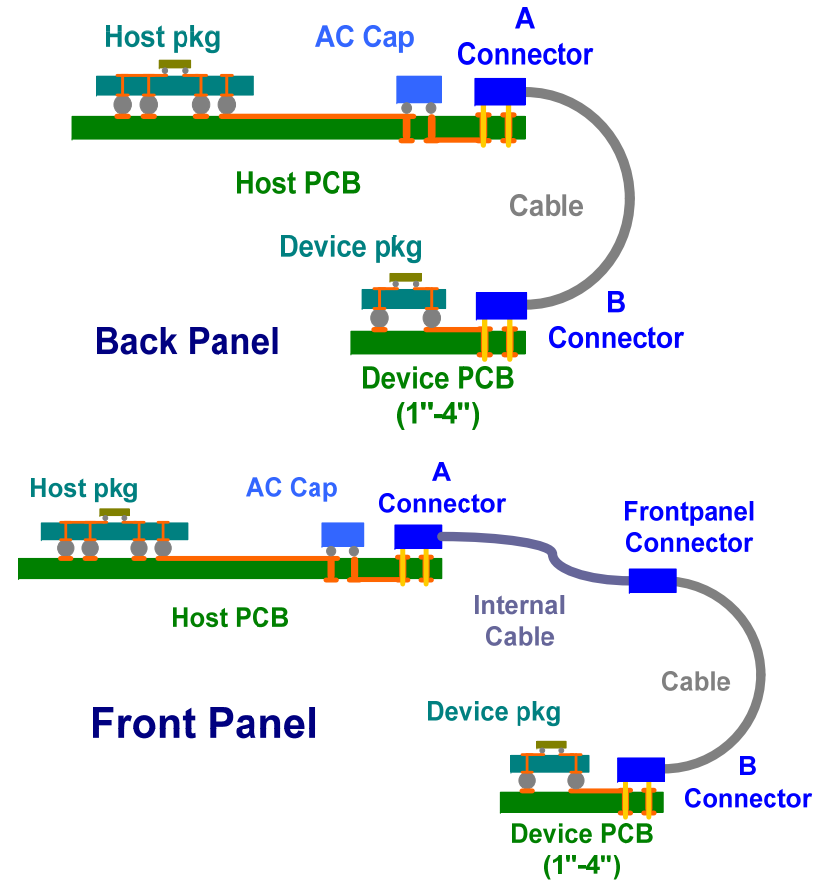 Host pkg
AC Cap
A
Connector
Host PCB
Cable
Device pkg
B
Connector
Back Panel
Device PCB
(1"-4")
Host pkg
AC Cap
A
Connector
Frontpanel
Connector
Host PCB
Internal
Cable
Cable
Front Panel
Device pkg
B
Connector
Device PCB
(1"-4")